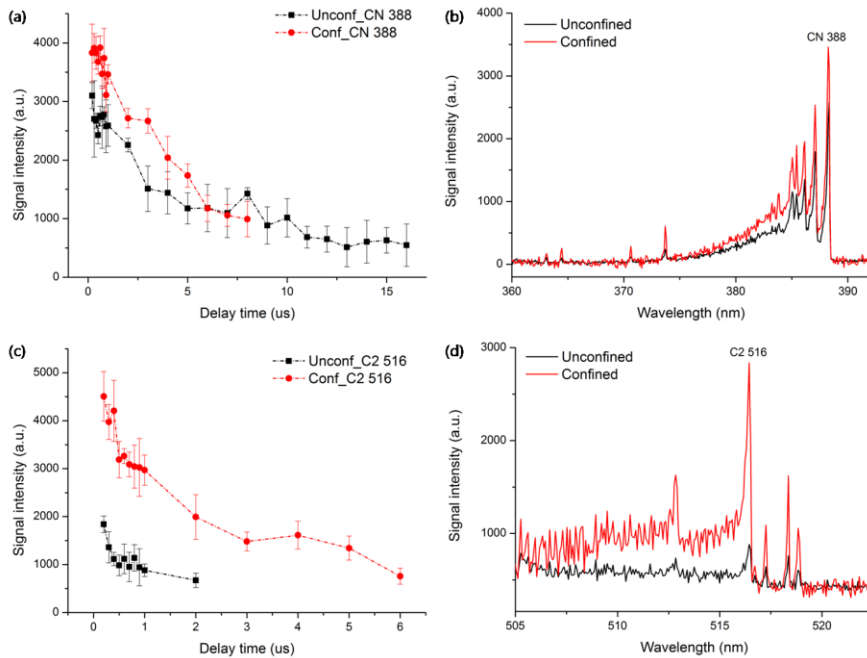 (a)
Unconf_CN 388
Conf_CN 388
4000
3000
2000
1000
0
Signal intensity (a.u.)
0
5
10
15
Delay time (us)
(b)
Unconfined
Confined
CN 388
4000
3000
2000
1000
0
Signal intensity (a.u.)
360
370
380
390
Wavelength (nm)
(c)
Unconf_C2 516
Conf_C2 516
5000
4000
3000
2000
1000
0
Signal intensity (a.u.)
0
1
2
3
4
5
6
Delay time (us)
(d)
Unconfined
Confined
C2 516
3000
2000
1000
Signal intensity (a.u.)
505
510
515
520
Wavelength (nm)